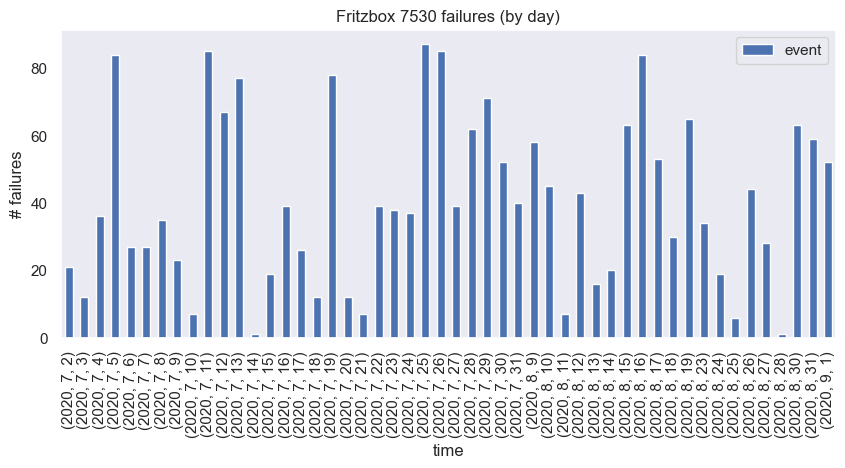 Fritzbox 7530 failures (by day)
event
# failures
80
60
40
20
0
(2020, 7, 2)
(2020, 7, 3)
(2020, 7, 4)
(2020, 7, 5)
(2020, 7, 6)
(2020, 7, 7)
(2020, 7, 8)
(2020, 7, 9)
(2020, 7, 10)
(2020, 7, 11)
(2020, 7, 12)
(2020, 7, 13)
(2020, 7, 14)
(2020, 7, 15)
(2020, 7, 16)
(2020, 7, 17)
(2020, 7, 18)
(2020, 7, 19)
(2020, 7, 20)
(2020, 7, 21)
(2020, 7, 22)
(2020, 7, 23)
(2020, 7, 24)
(2020, 7, 25)
(2020, 7, 26)
(2020, 7, 27)
(2020, 7, 28)
(2020, 7, 29)
(2020, 7, 30)
(2020, 7, 31)
(2020, 8, 9)
(2020, 8, 10)
(2020, 8, 11)
(2020, 8, 12)
(2020, 8, 13)
(2020, 8, 14)
(2020, 8, 15)
(2020, 8, 16)
(2020, 8, 17)
(2020, 8, 18)
(2020, 8, 19)
(2020, 8, 23)
(2020, 8, 24)
(2020, 8, 25)
(2020, 8, 26)
(2020, 8, 27)
(2020, 8, 28)
(2020, 8, 30)
(2020, 8, 31)
(2020, 9, 1)
time